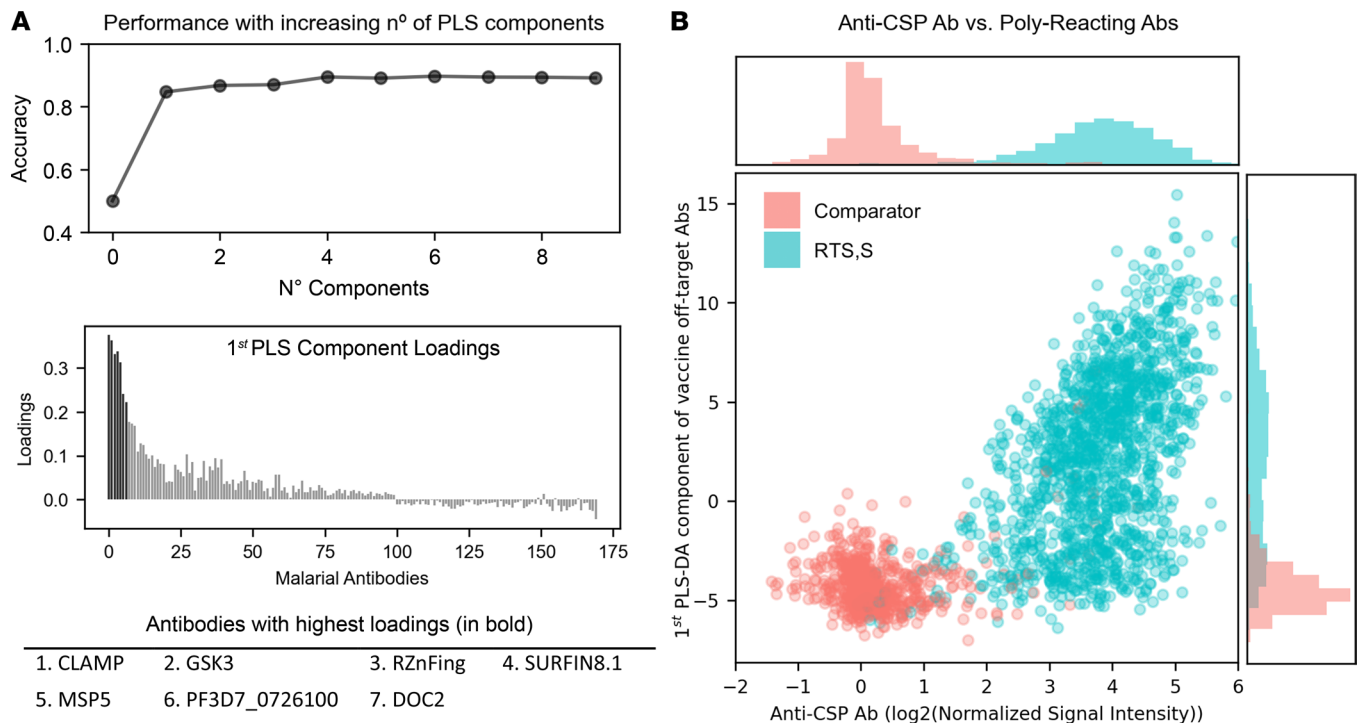 A
Performance with increasing nº of PLS components
1.0
0.8
0.6
0.4
Accuracy
0 2 4 6 8
N° Components
1st PLS Component Loadings
0.3
0.2
0.1
0.0
Loadings
0 25 50 75 100 125 150 175
Malarial Antibodies
Antibodies with highest loadings (in bold)
1. CLAMP 2. GSK3 3. RZnFing 4. SURFIN8.1
5. MSP5 6. PF3D7_0726100 7. DOC2
B
Anti-CSP Ab vs. Poly-Reacting Abs
Comparator
RTS,S
15
10
5
0
−5
1st PLS-DA component of vaccine off-target Abs
−2 −1 0 1 2 3 4 5 6
Anti-CSP Ab (log2(Normalized Signal Intensity))